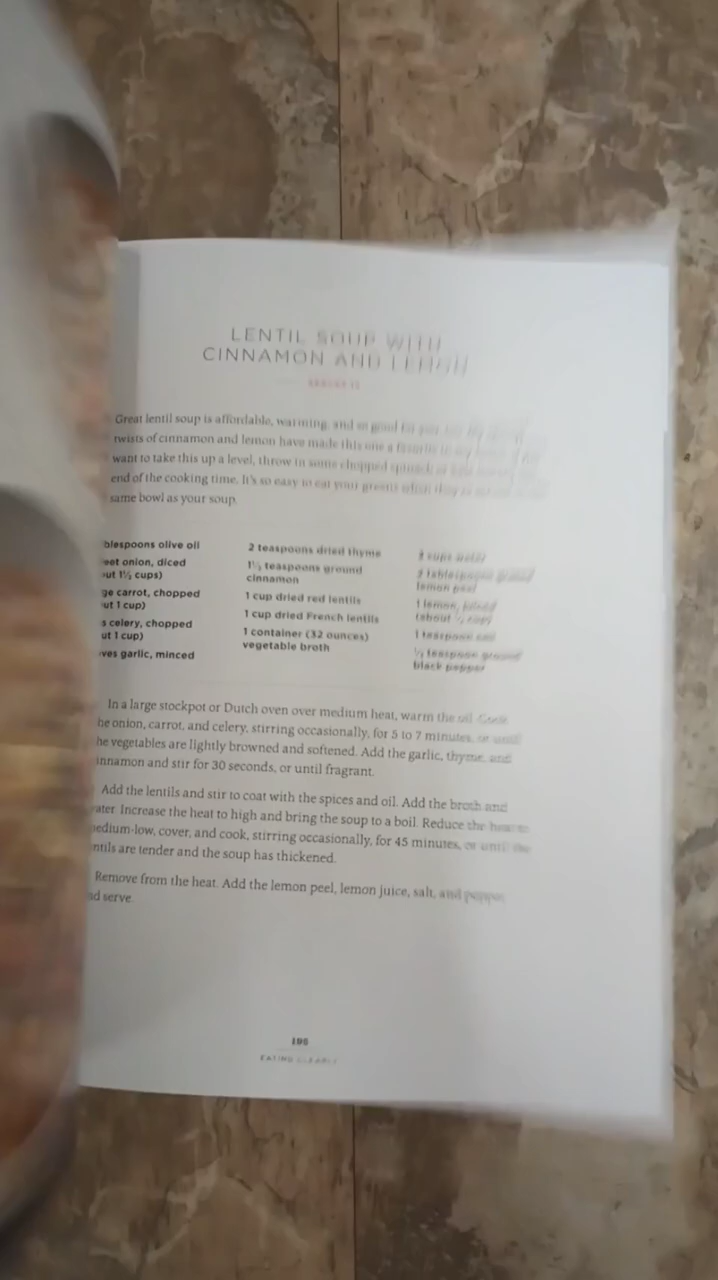 LENTIL SOUP WITH
CINNAMON AND LEMON
Great lentil soup is affordable, warming, and so good for
twists of cinnamon and lemon have made this one a favorite
want to take this up a level, throw in some chopped spinach
end of the cooking time. It's so easy to eat your greens when they
same bowl as your soup.
blespoons olive oil
eet onion, diced
ut 1½ cups)
ge carrot, chopped
ut 1 cup)
s celery, chopped
ut 1 cup)
ves garlic, minced
2 teaspoons dried thyme
1½ teaspoons ground
cinnamon
1 cup dried red lentils
1 cup dried French lentils
1 container (32 ounces)
vegetable broth
cups water
2 tablespoons grated
lemon peel
1 lemon, juiced
(about cup)
1 teaspoon salt
teaspoon ground
black pepper
In a large stockpot or Dutch oven over medium heat, warm the oil. Cook
he onion, carrot, and celery, stirring occasionally, for 5 to 7 minutes, or until
he vegetables are lightly browned and softened. Add the garlic, thyme, and
innamon and stir for 30 seconds, or until fragrant.
Add the lentils and stir to coat with the spices and oil. Add the broth and
ater. Increase the heat to high and bring the soup to a boil. Reduce the heat to
edium-low, cover, and cook, stirring occasionally, for 45 minutes, or until the
ntils are tender and the soup has thickened.
Remove from the heat. Add the lemon peel, lemon juice, salt, and pepper
nd serve.
196
EATING CLEANLY